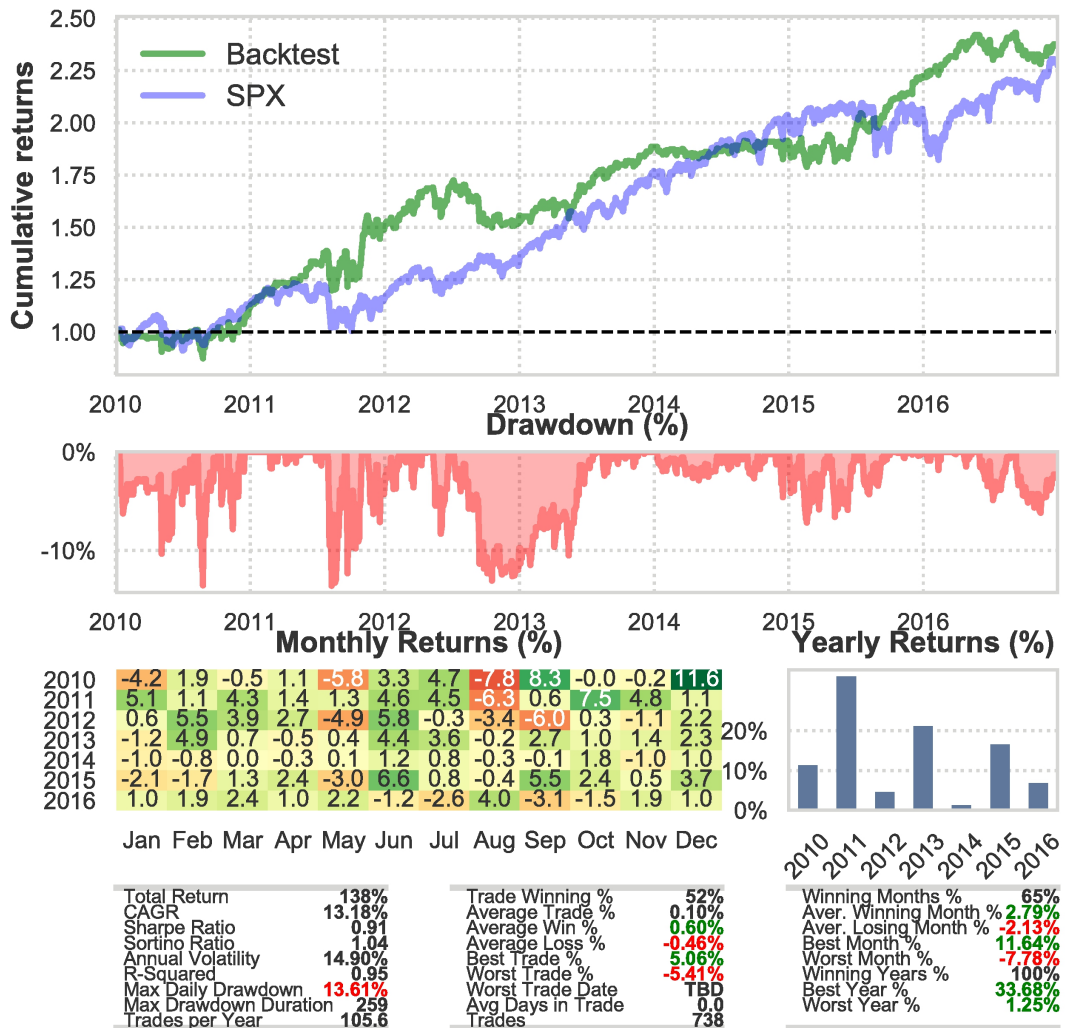 2.50
Backtest
2.25
SPX
2.00
1.75
1.50
1.25
1.00
Cumulative returns
2010 2011 2012 2013 2014 2015 2016
Drawdown (%)
0%
-10%
2010 2011 2012 2013 2014 2015 2016
Monthly Returns (%) Yearly Returns (%)
2010 -4.2 1.9 -0.5 1.1 -5.8 3.3 4.7 -7.8 8.3 -0.0 -0.2 11.6
2011 5.1 1.1 4.3 1.4 1.3 4.6 4.5 -6.3 0.6 7.5 4.8 1.1
2012 0.6 5.5 3.9 2.7 -4.9 5.8 -0.3 -3.4 -6.0 0.3 -1.1 2.2
2013 -1.2 4.9 0.7 -0.5 0.4 4.4 3.6 -0.2 2.7 1.0 1.4 2.3
2014 -1.0 -0.8 0.0 -0.3 0.1 1.2 0.8 -0.3 -0.1 1.8 -1.0 1.0
2015 -2.1 -1.7 1.3 2.4 -3.0 6.6 0.8 -0.4 5.5 2.4 0.5 3.7
2016 1.0 1.9 2.4 1.0 2.2 -1.2 -2.6 4.0 -3.1 -1.5 1.9 1.0
Jan Feb Mar Apr May Jun Jul Aug Sep Oct Nov Dec
20%
10%
0%
2010 2011 2012 2013 2014 2015 2016
Total Return 138%
CAGR 13.18%
Sharpe Ratio 0.91
Sortino Ratio 1.04
Annual Volatility 14.90%
R-Squared 0.95
Max Daily Drawdown 13.61%
Max Drawdown Duration 259
Trades per Year 105.6
Trade Winning % 52%
Average Trade % 0.10%
Average Win % 0.60%
Average Loss % -0.46%
Best Trade % 5.06%
Worst Trade % -5.41%
Worst Trade Date TBD
Avg Days in Trade 0.0
Trades 738
Winning Months % 65%
Aver. Winning Month % 2.79%
Aver. Losing Month % -2.13%
Best Month % 11.64%
Worst Month % -7.78%
Winning Years % 100%
Best Year % 33.68%
Worst Year % 1.25%